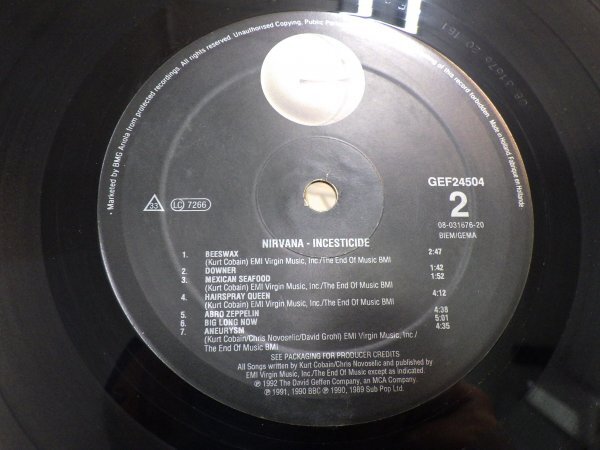 • Marketed by BMG Ariola from protected recordings. All rights reserved. Unauthorised Copying, Public Per
of this record forbidden. Made in Holland Fabriqué en Hollande
08 31676 20 161
GEF24504
33
LC 7266
2
08-031676-20
BIEM/GEMA
NIRVANA - INCESTICIDE
1. BEESWAX 2:47
(Kurt Cobain) EMI Virgin Music, Inc./The End Of Music BMI
2. DOWNER 1:42
3. MEXICAN SEAFOOD 1:52
(Kurt Cobain) EMI Virgin Music, Inc./The End Of Music BMI
4. HAIRSPRAY QUEEN 4:12
(Kurt Cobain) EMI Virgin Music, Inc./The End Of Music BMI
5. AERO ZEPPELIN 4:38
6. BIG LONG NOW 5:01
7. ANEURYSM 4:35
(Kurt Cobain/Chris Novoselic/David Grohl) EMI Virgin Music, Inc./
The End Of Music BMI
SEE PACKAGING FOR PRODUCER CREDITS
All Songs written by Kurt Cobain/Chris Novoselic and published by
EMI Virgin Music, Inc./The End Of Music except as indicated.
℗ 1992 The David Geffen Company, an MCA Company.
℗ 1991, 1990 BBC ℗ 1990, 1989 Sub Pop Ltd.